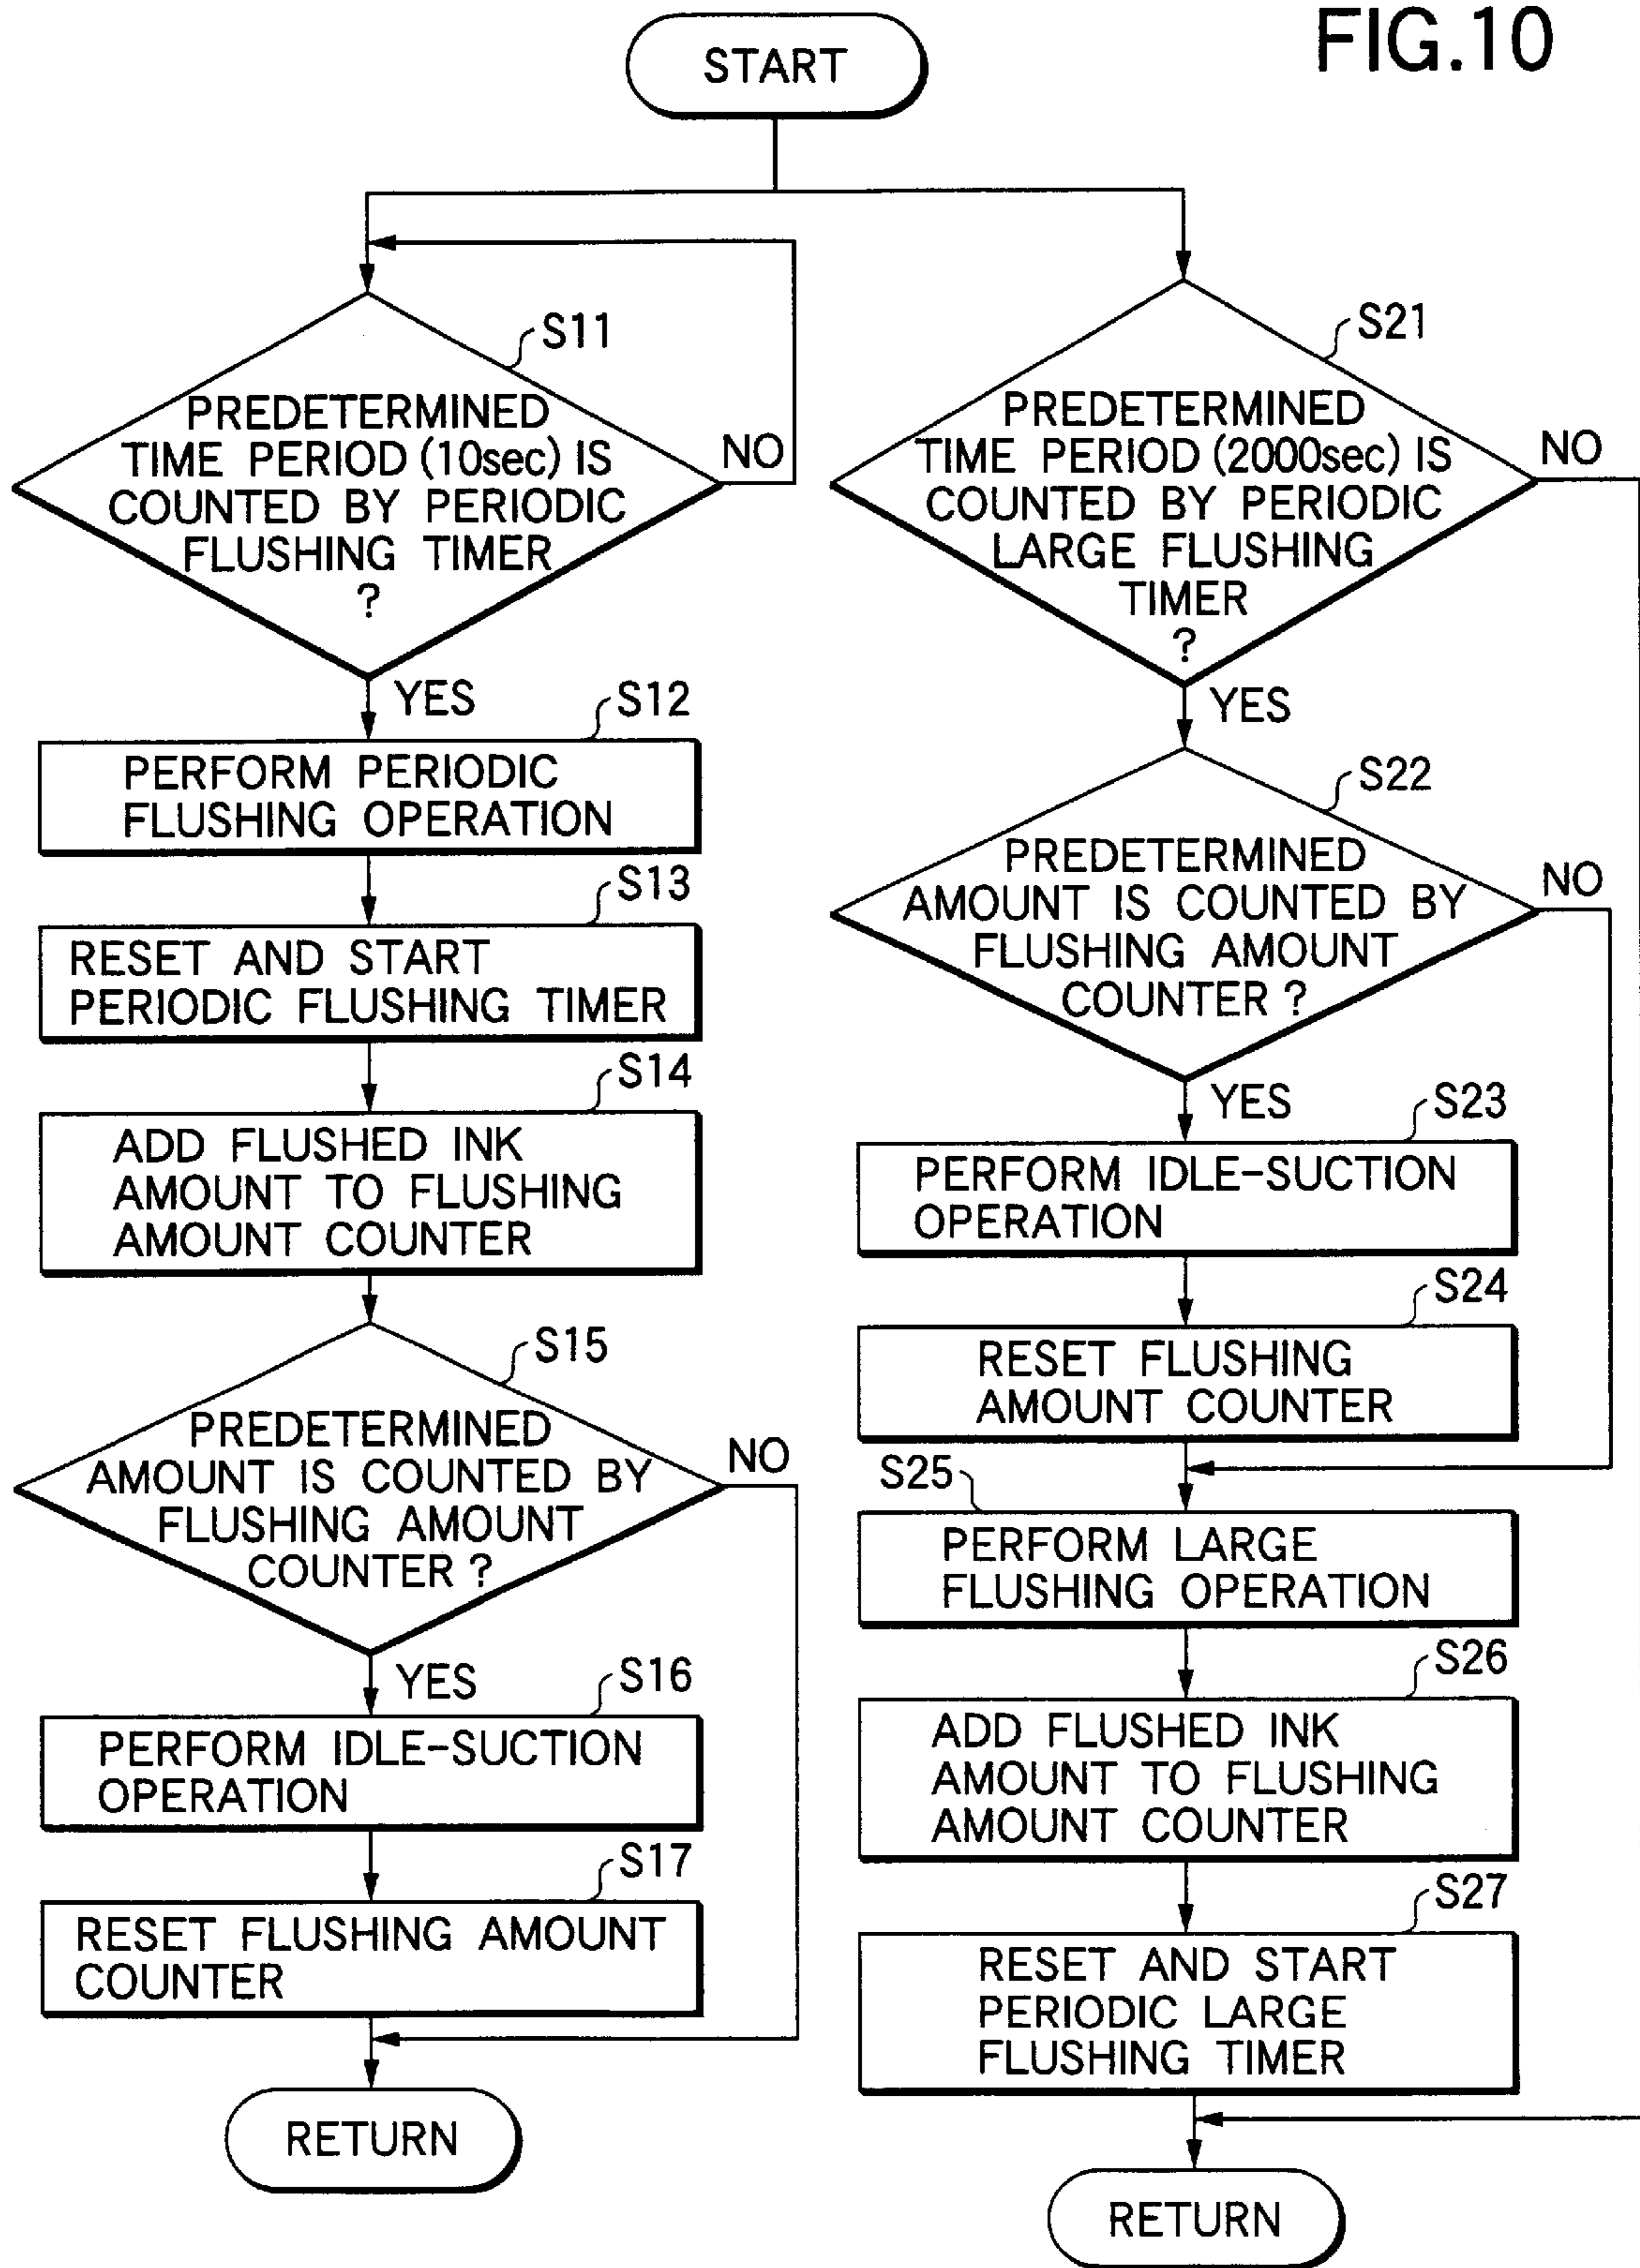 FIG.10
START
S11
PREDETERMINED
TIME PERIOD (10sec) IS
COUNTED BY PERIODIC
FLUSHING TIMER
?
NO
YES
S12
PERFORM PERIODIC
FLUSHING OPERATION
S13
RESET AND START
PERIODIC FLUSHING TIMER
S14
ADD FLUSHED INK
AMOUNT TO FLUSHING
AMOUNT COUNTER
S15
PREDETERMINED
AMOUNT IS COUNTED BY
FLUSHING AMOUNT
COUNTER ?
NO
YES
S16
PERFORM IDLE-SUCTION
OPERATION
S17
RESET FLUSHING AMOUNT
COUNTER
RETURN
S21
PREDETERMINED
TIME PERIOD (2000sec) IS
COUNTED BY PERIODIC
LARGE FLUSHING
TIMER
?
NO
YES
S22
PREDETERMINED
AMOUNT IS COUNTED BY
FLUSHING AMOUNT
COUNTER ?
NO
YES
S23
PERFORM IDLE-SUCTION
OPERATION
S24
RESET FLUSHING
AMOUNT COUNTER
S25
PERFORM LARGE
FLUSHING OPERATION
S26
ADD FLUSHED INK
AMOUNT TO FLUSHING
AMOUNT COUNTER
S27
RESET AND START
PERIODIC LARGE
FLUSHING TIMER
RETURN